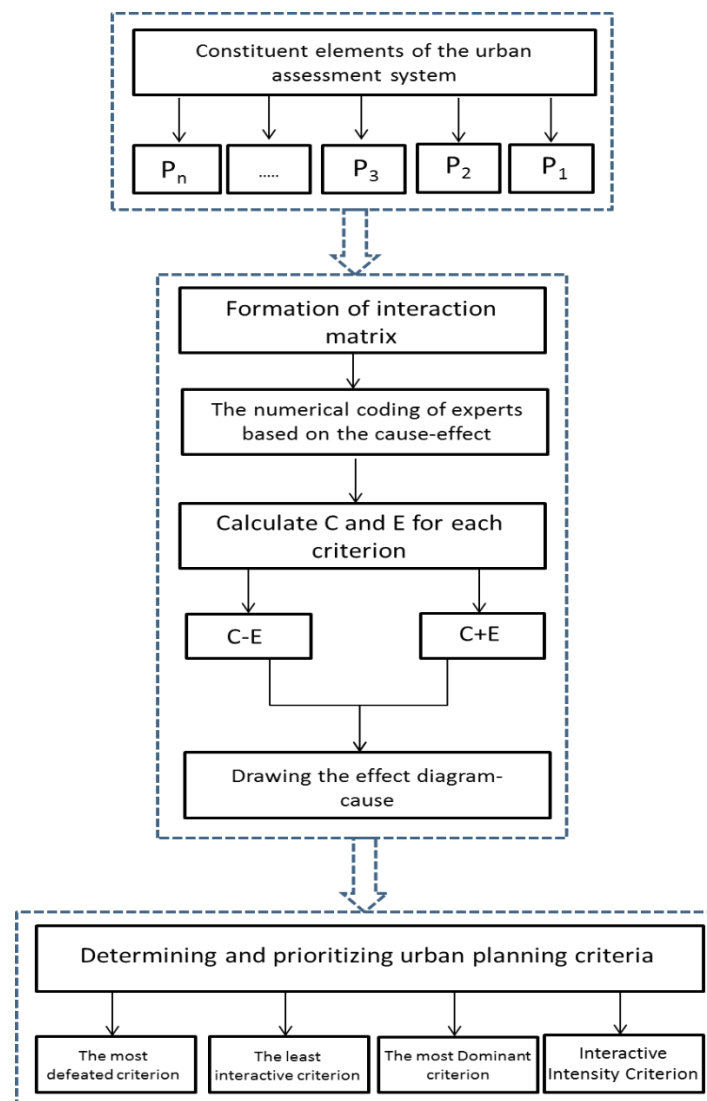 Constituent elements of the urban
assessment system
Pn
.....
P3
P2
P1
Formation of interaction
matrix
The numerical coding of experts
based on the cause-effect
Calculate C and E for each
criterion
C-E
C+E
Drawing the effect diagram-
cause
Determining and prioritizing urban planning criteria
The most
defeated criterion
The least
interactive criterion
The most Dominant
criterion
Interactive
Intensity Criterion